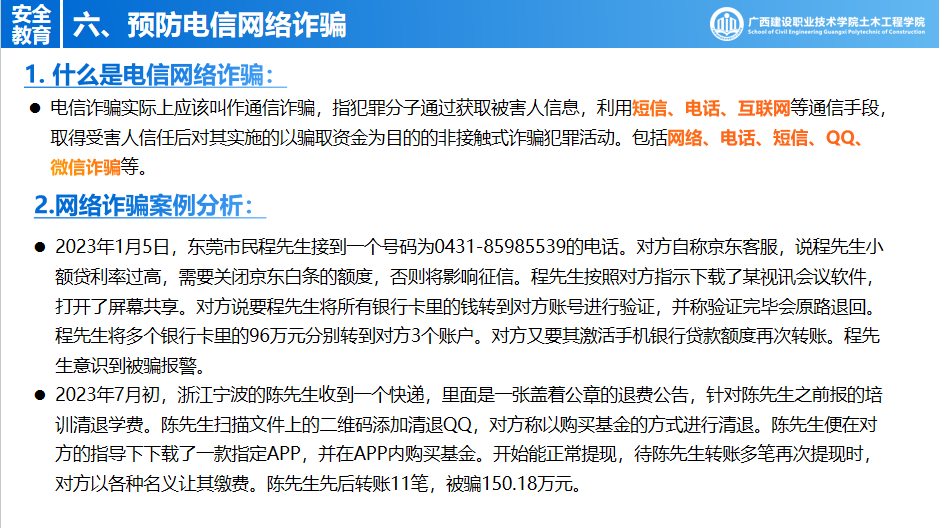 安全
教育
六、预防电信网络诈骗
广西建设职业技术学院土木工程学院
School of Civil Engineering Guangxi Polytechnic of Construction
1. 什么是电信网络诈骗：
● 电信诈骗实际上应该叫作通信诈骗，指犯罪分子通过获取被害人信息，利用短信、电话、互联网等通信手段，
取得受害人信任后对其实施的以骗取资金为目的的非接触式诈骗犯罪活动。包括网络、电话、短信、QQ、
微信诈骗等。
2.网络诈骗案例分析：
● 2023年1月5日，东莞市民程先生接到一个号码为0431-85985539的电话。对方自称京东客服，说程先生小
额贷利率过高，需要关闭京东白条的额度，否则将影响征信。程先生按照对方指示下载了某视讯会议软件，
打开了屏幕共享。对方说要程先生将所有银行卡里的钱转到对方账号进行验证，并称验证完毕会原路退回。
程先生将多个银行卡里的96万元分别转到对方3个账户。对方又要其激活手机银行贷款额度再次转账。程先
生意识到被骗报警。
● 2023年7月初，浙江宁波的陈先生收到一个快递，里面是一张盖着公章的退费公告，针对陈先生之前报的培
训清退学费。陈先生扫描文件上的二维码添加清退QQ，对方称以购买基金的方式进行清退。陈先生便在对
方的指导下下载了一款指定APP，并在APP内购买基金。开始能正常提现，待陈先生转账多笔再次提现时，
对方以各种名义让其缴费。陈先生先后转账11笔，被骗150.18万元。